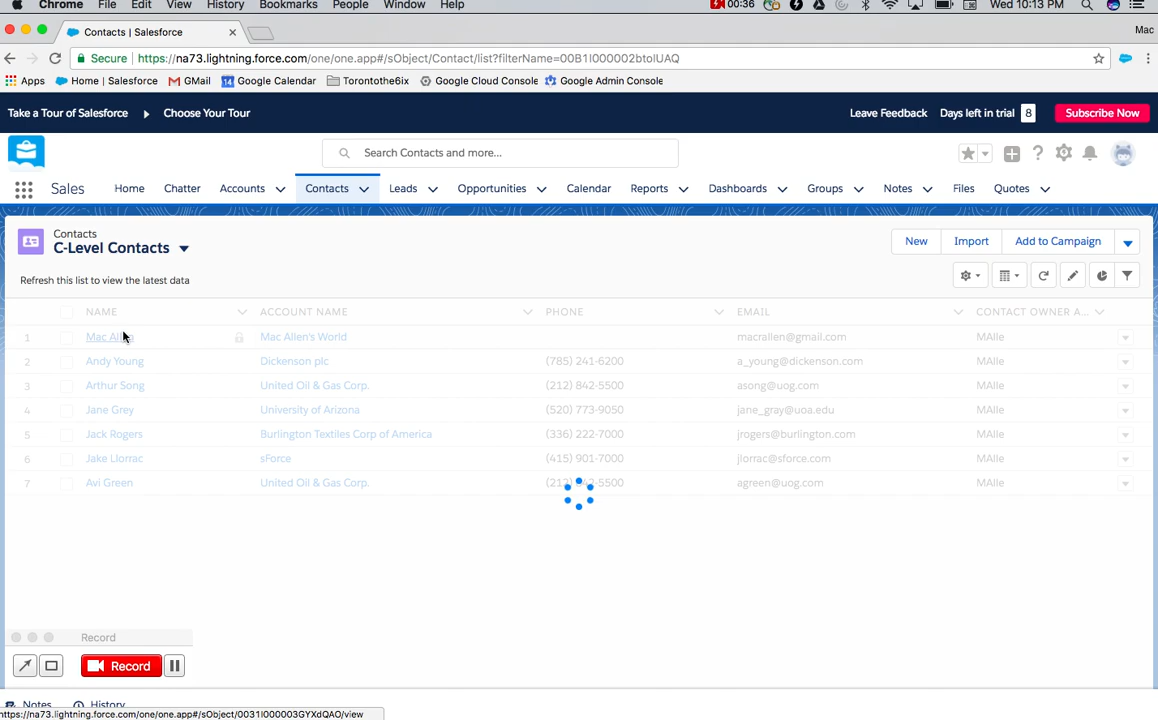 Chrome File Edit View History Bookmarks People Window Help 00:36 Wed 10:13 PM
Contacts | Salesforce Mac
Secure https://na73.lightning.force.com/one/one.app#/sObject/Contact/list?filterName=00B1I000002btolUAQ
Apps Home | Salesforce GMail Google Calendar Torontothe6ix Google Cloud Console Google Admin Console
Take a Tour of Salesforce Choose Your Tour Leave Feedback Days left in trial 8 Subscribe Now
Search Contacts and more...
Sales Home Chatter Accounts Contacts Leads Opportunities Calendar Reports Dashboards Groups Notes Files Quotes
Contacts
C-Level Contacts New Import Add to Campaign
Refresh this list to view the latest data
NAME ACCOUNT NAME PHONE EMAIL CONTACT OWNER A...
1 Mac Allen Mac Allen's World macrallen@gmail.com MAlle
2 Andy Young Dickenson plc (785) 241-6200 a_young@dickenson.com MAlle
3 Arthur Song United Oil & Gas Corp. (212) 842-5500 asong@uog.com MAlle
4 Jane Grey University of Arizona (520) 773-9050 jane_gray@uoa.edu MAlle
5 Jack Rogers Burlington Textiles Corp of America (336) 222-7000 jrogers@burlington.com MAlle
6 Jake Llorrac sForce (415) 901-7000 jlorrac@sforce.com MAlle
7 Avi Green United Oil & Gas Corp. (212) 842-5500 agreen@uog.com MAlle
Record
Record
Notes History
https://na73.lightning.force.com/one/one.app#/sObject/0031I000003GYXdQAO/view